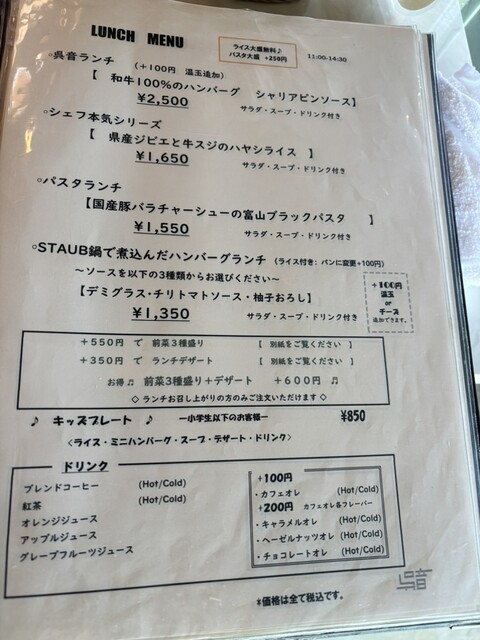 LUNCH MENU
ライス大盛無料♪
パスタ大盛 +250円
11:00-14:30
○呉音ランチ (+100円 温玉追加)
【 和牛100%のハンバーグ シャリアピンソース】
¥2,500
サラダ・スープ・ドリンク付き
○シェフ本気シリーズ
【 県産ジビエと牛スジのハヤシライス 】
¥1,650
サラダ・スープ・ドリンク付き
○パスタランチ
【国産豚バラチャーシューの富山ブラックパスタ 】
¥1,550
サラダ・スープ・ドリンク付き
○STAUB鍋で煮込んだハンバーグランチ (ライス付き:パンに変更+100円)
~ソースを以下の3種類からお選びください~
【デミグラス・チリトマトソース・柚子おろし】
¥1,350
サラダ・スープ・ドリンク付き
+100円
温玉
or
チーズ
追加できます。
+550円 で 前菜3種盛り 【 別紙をご覧ください 】
+350円 で ランチデザート 【 別紙をご覧ください 】
お得♫ 前菜3種盛り+デザート +600円 ♫
◇ ランチお召し上がりの方のみご注文いただけます ◇
♪ キッズプレート ♪ ―小学生以下のお客様― ¥850
<ライス・ミニハンバーグ・スープ・デザート・ドリンク>
ドリンク
ブレンドコーヒー (Hot/Cold)
紅茶 (Hot/Cold)
オレンジジュース
アップルジュース
グレープフルーツジュース
+100円
・カフェオレ (Hot/Cold)
+200円 カフェオレ各フレーバー
・キャラメルオレ (Hot/Cold)
・ヘーゼルナッツオレ (Hot/Cold)
・チョコレートオレ (Hot/Cold)
呉音
*価格は全て税込です。